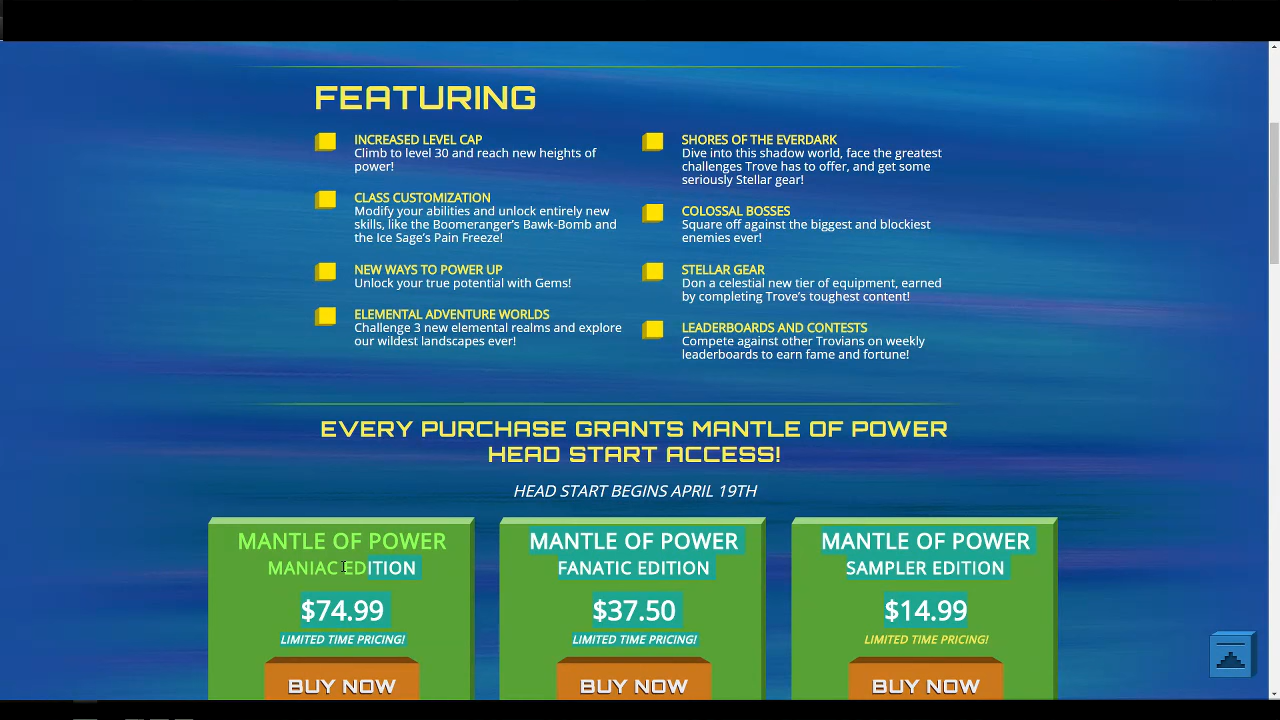 FEATURING
INCREASED LEVEL CAP
Climb to level 30 and reach new heights of
power!
CLASS CUSTOMIZATION
Modify your abilities and unlock entirely new
skills, like the Boomeranger's Bawk-Bomb and
the Ice Sage's Pain Freeze!
NEW WAYS TO POWER UP
Unlock your true potential with Gems!
ELEMENTAL ADVENTURE WORLDS
Challenge 3 new elemental realms and explore
our wildest landscapes ever!
SHORES OF THE EVERDARK
Dive into this shadow world, face the greatest
challenges Trove has to offer, and get some
seriously Stellar gear!
COLOSSAL BOSSES
Square off against the biggest and blockiest
enemies ever!
STELLAR GEAR
Don a celestial new tier of equipment, earned
by completing Trove's toughest content!
LEADERBOARDS AND CONTESTS
Compete against other Trovians on weekly
leaderboards to earn fame and fortune!
EVERY PURCHASE GRANTS MANTLE OF POWER
HEAD START ACCESS!
HEAD START BEGINS APRIL 19TH
MANTLE OF POWER
MANIAC EDITION
$74.99
LIMITED TIME PRICING!
BUY NOW
MANTLE OF POWER
FANATIC EDITION
$37.50
LIMITED TIME PRICING!
BUY NOW
MANTLE OF POWER
SAMPLER EDITION
$14.99
LIMITED TIME PRICING!
BUY NOW